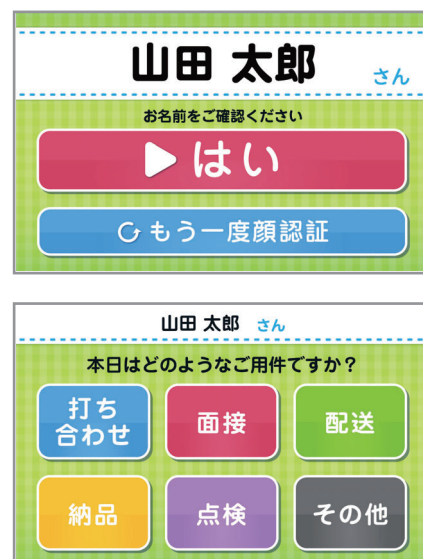 山田 太郎 さん
お名前をご確認ください
はい
もう一度顔認証
山田 太郎 さん
本日はどのようなご用件ですか？
打ち
合わせ
面接
配送
納品
点検
その他